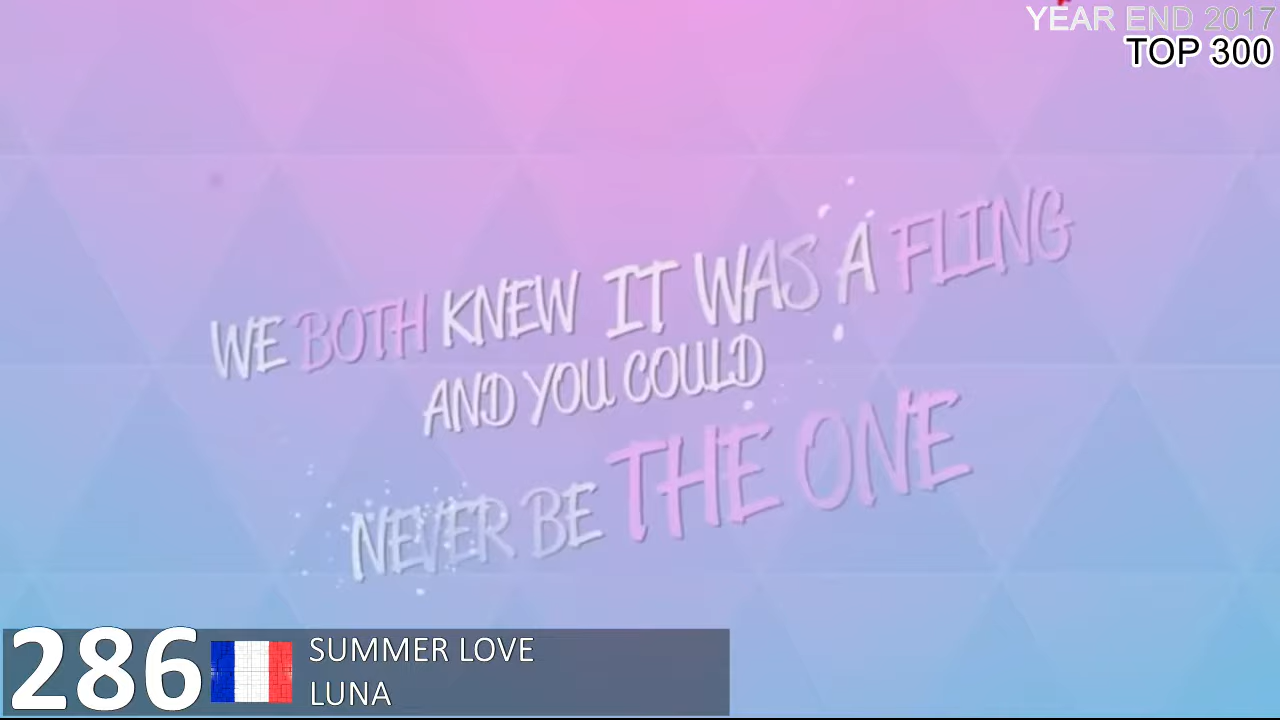 YEAR END 2017
TOP 300
WE BOTH KNEW IT WAS A FLING
AND YOU COULD
NEVER BE THE ONE
286
SUMMER LOVE
LUNA